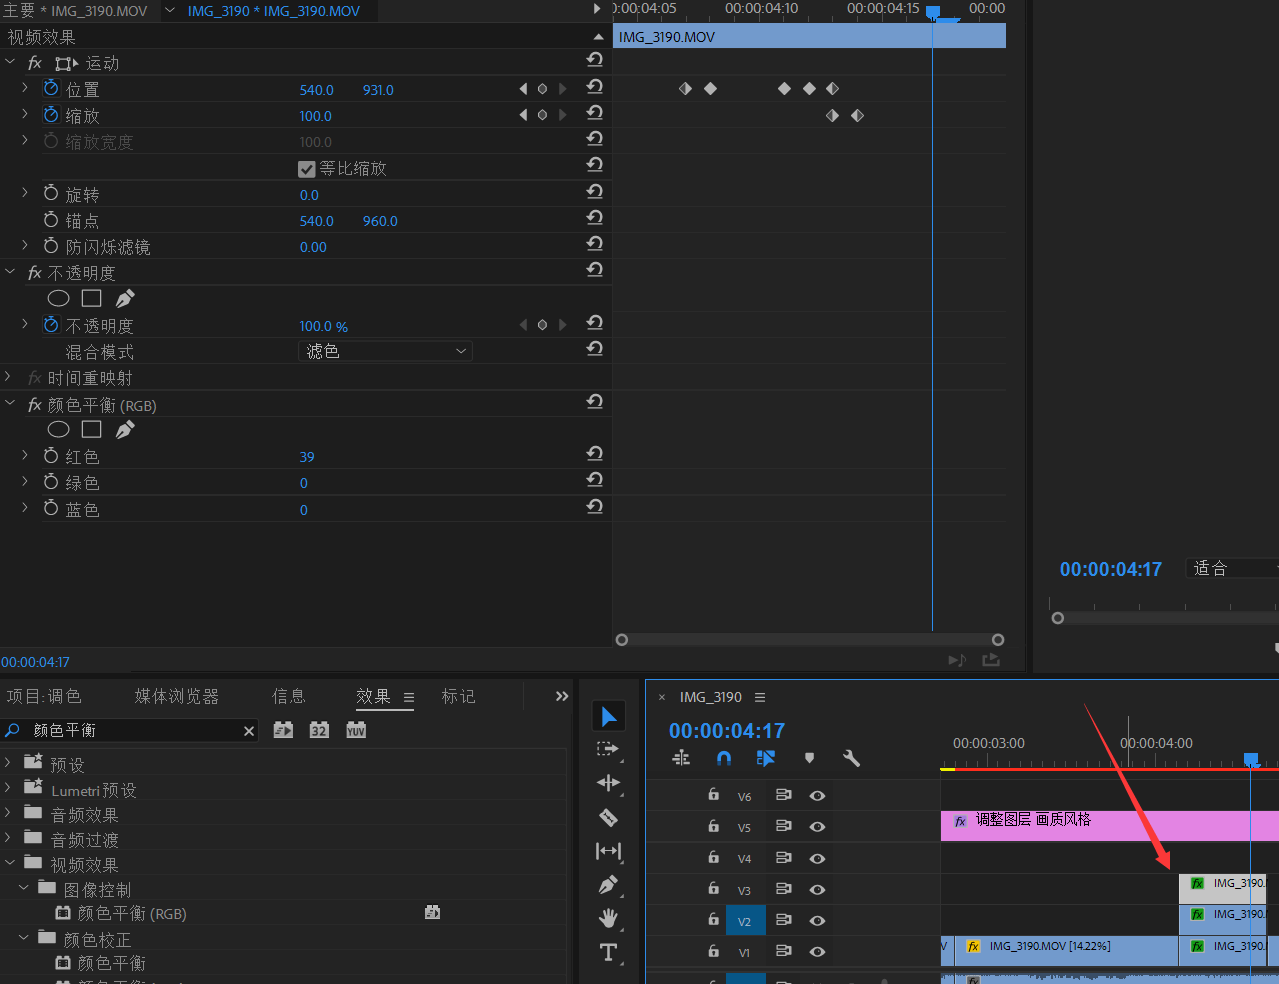 主要 * IMG_3190.MOV
IMG_3190 * IMG_3190.MOV
:00:04:05
00:00:04:10
00:00:04:15
00:00
视频效果
IMG_3190.MOV
fx 运动
位置 540.0 931.0
缩放 100.0
缩放宽度 100.0
等比缩放
旋转 0.0
锚点 540.0 960.0
防闪烁滤镜 0.00
fx 不透明度
不透明度 100.0 %
混合模式 滤色
fx 时间重映射
fx 颜色平衡 (RGB)
红色 39
绿色 0
蓝色 0
00:00:04:17 适合
00:00:04:17
项目:调色 媒体浏览器 信息 效果 标记
颜色平衡
32 YUV
预设
Lumetri预设
音频效果
音频过渡
视频效果
图像控制
颜色平衡 (RGB)
颜色校正
颜色平衡
× IMG_3190
00:00:04:17
00:00:03:00 00:00:04:00
V6
V5 fx 调整图层 画质风格
V4
V3 fx IMG_3190.
V2 fx IMG_3190.
V1 V fx IMG_3190.MOV [14.22%] fx IMG_3190.
fx